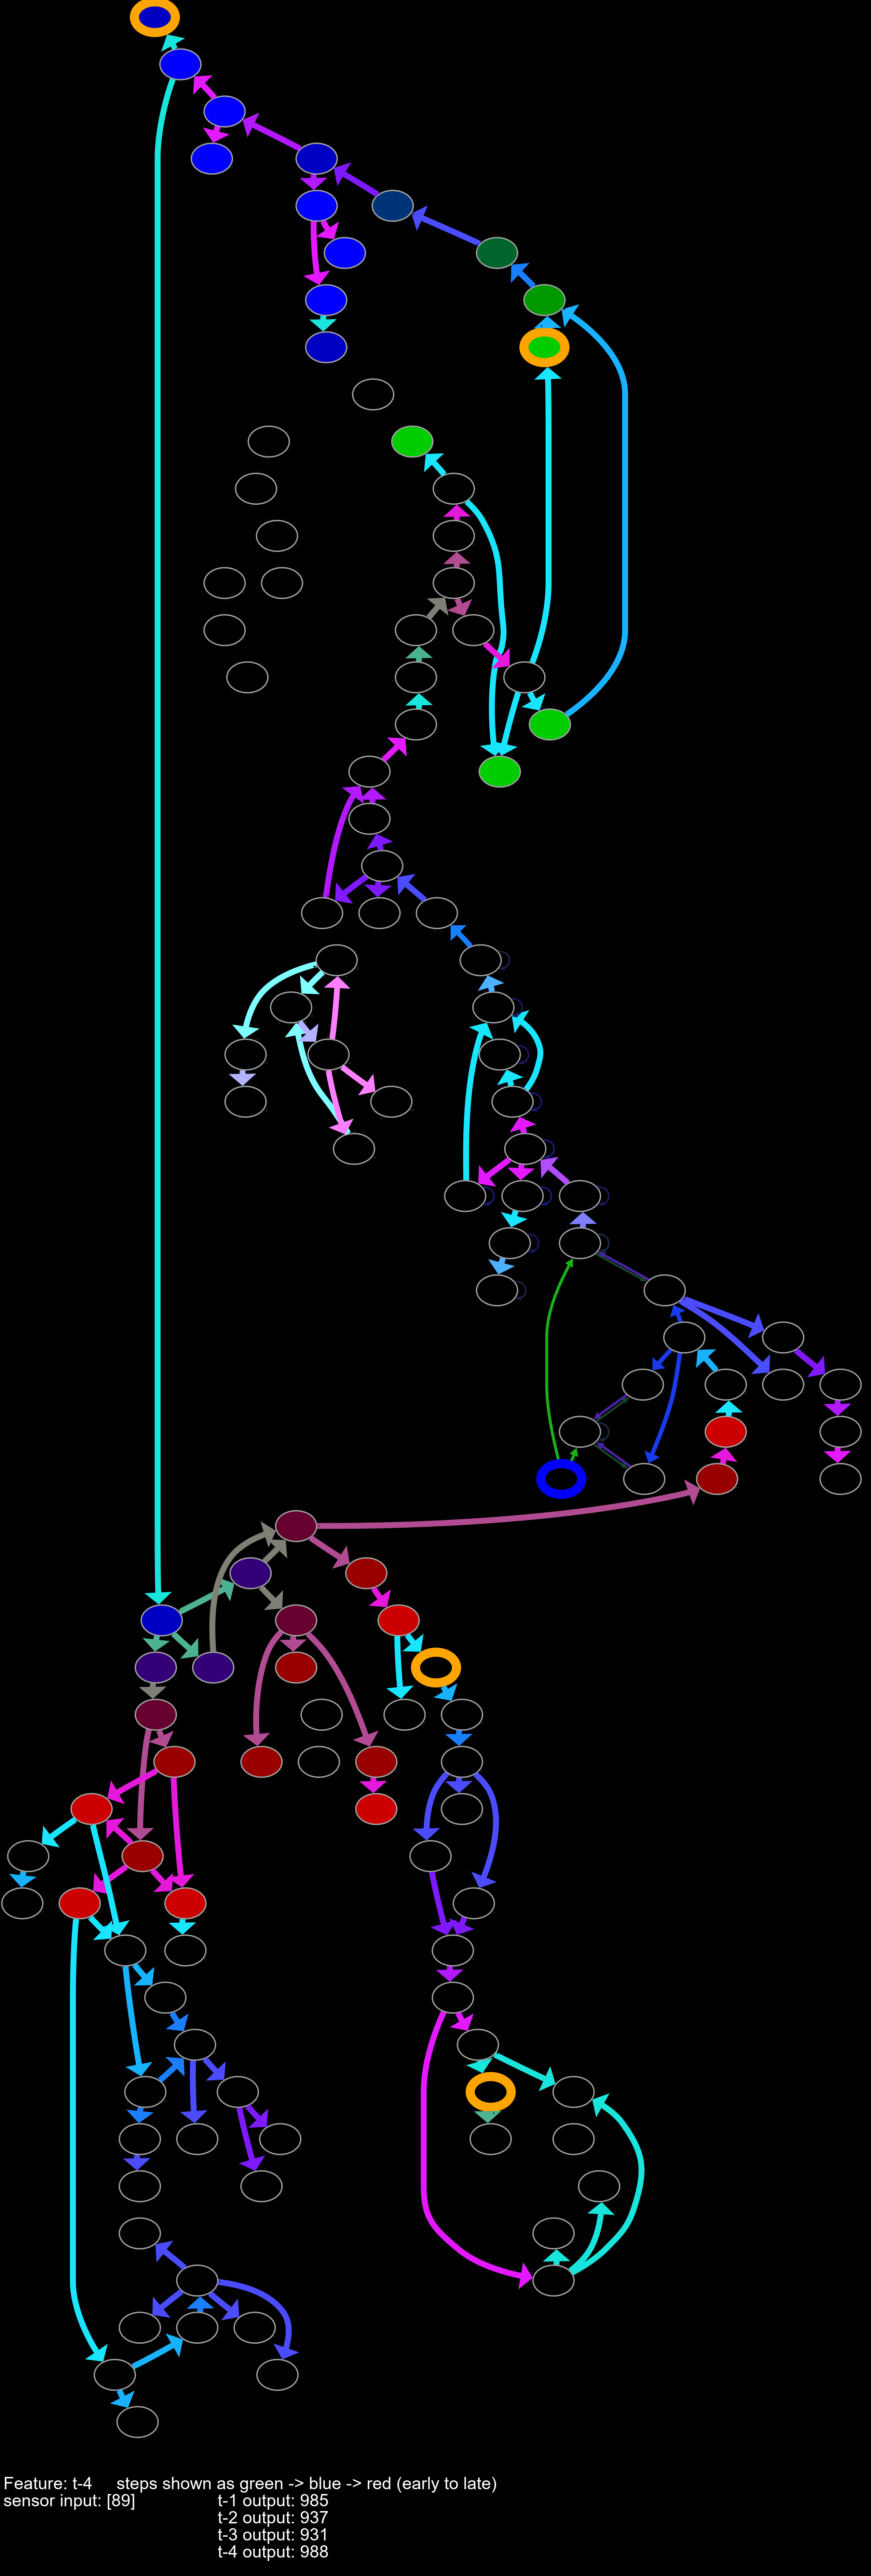 Feature: t-4 steps shown as green -> blue -> red (early to late)
sensor input: [89] t-1 output: 985
t-2 output: 937
t-3 output: 931
t-4 output: 988